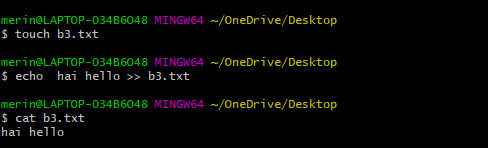 merin@LAPTOP-034B6048 MINGW64 ~/OneDrive/Desktop
$ touch b3.txt
merin@LAPTOP-034B6048 MINGW64 ~/OneDrive/Desktop
$ echo  hai hello >> b3.txt
merin@LAPTOP-034B6048 MINGW64 ~/OneDrive/Desktop
$ cat b3.txt
hai hello